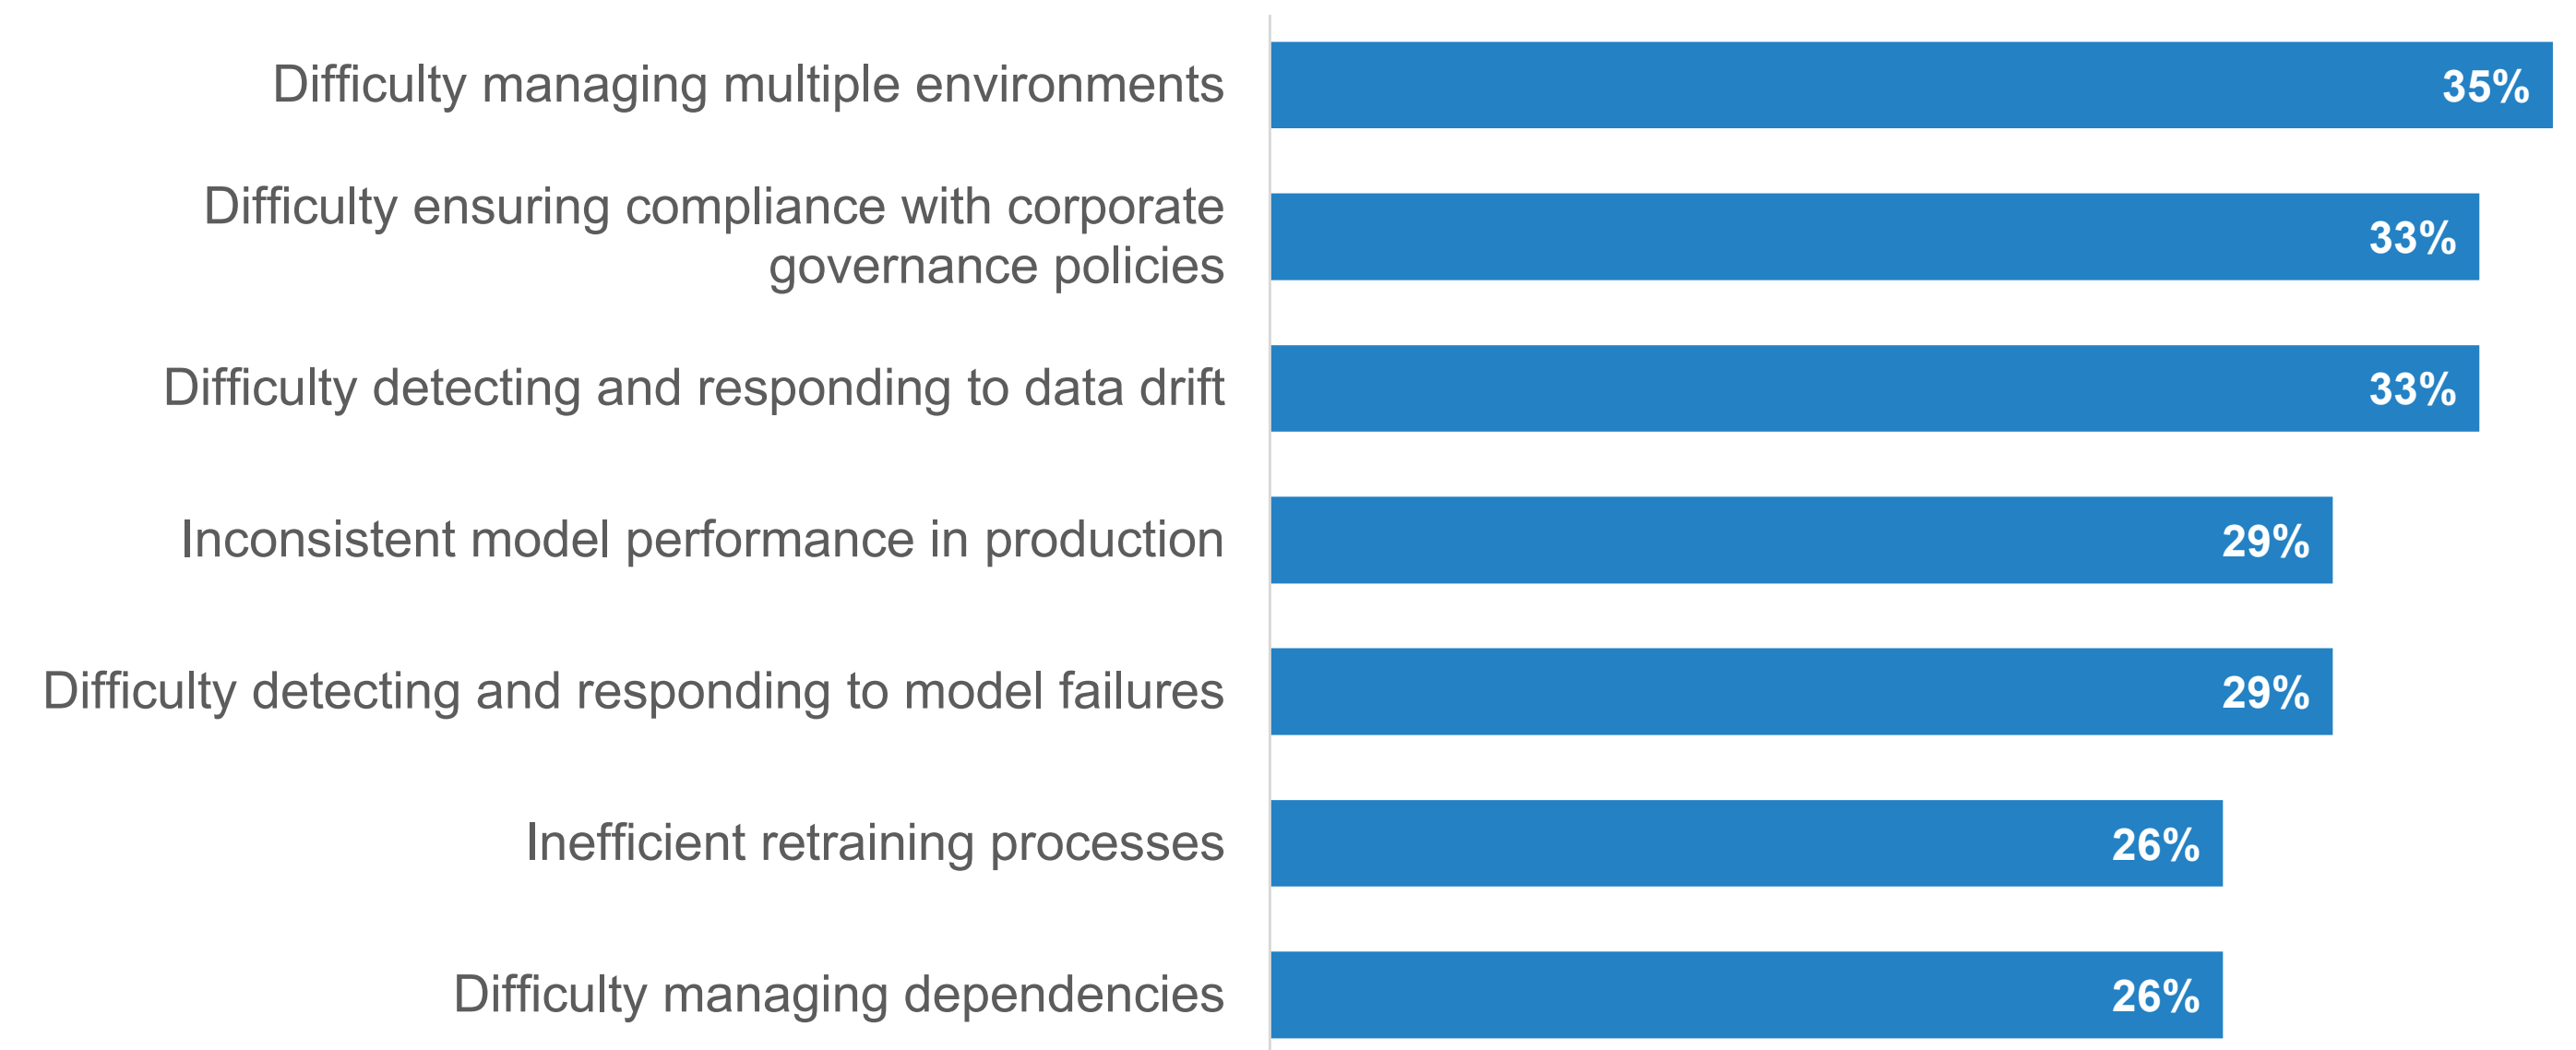 Difficulty managing multiple environments
35%
Difficulty ensuring compliance with corporate
governance policies
33%
Difficulty detecting and responding to data drift
33%
Inconsistent model performance in production
29%
Difficulty detecting and responding to model failures
29%
Inefficient retraining processes
26%
Difficulty managing dependencies
26%